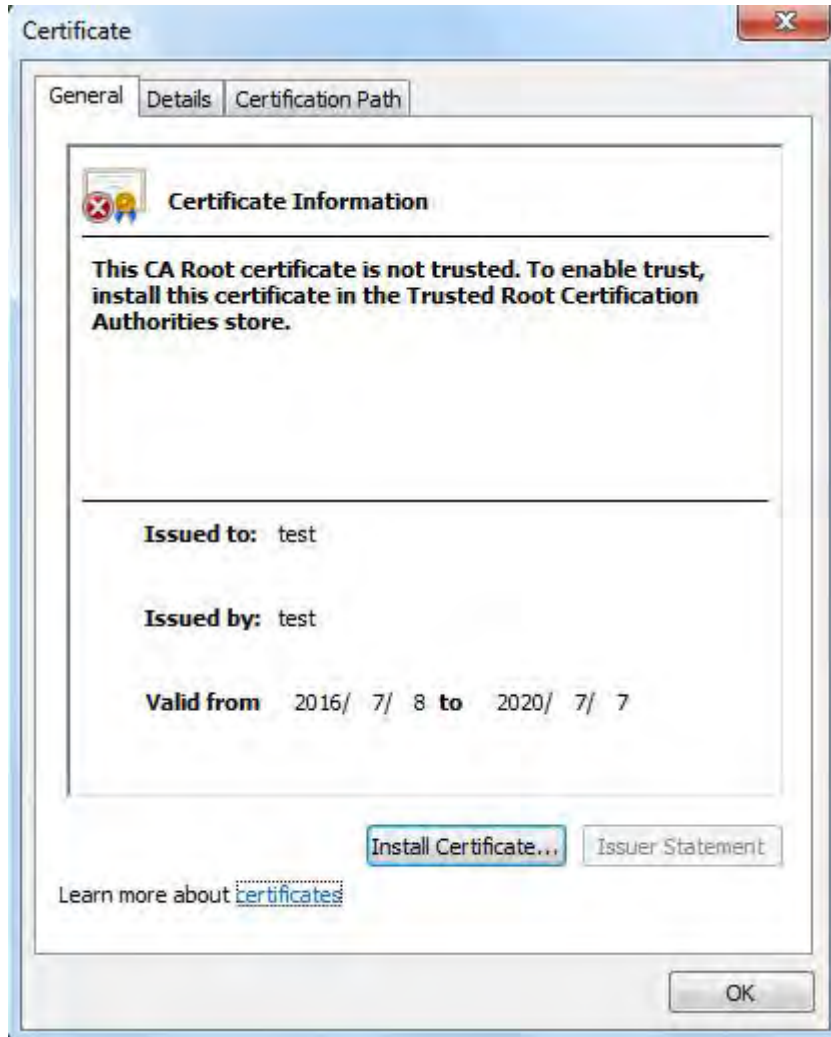 Certificate
General Details Certification Path
Certificate Information
This CA Root certificate is not trusted. To enable trust,
install this certificate in the Trusted Root Certification
Authorities store.
Issued to: test
Issued by: test
Valid from 2016/ 7/ 8 to 2020/ 7/ 7
Install Certificate... Issuer Statement
Learn more about certificates
OK